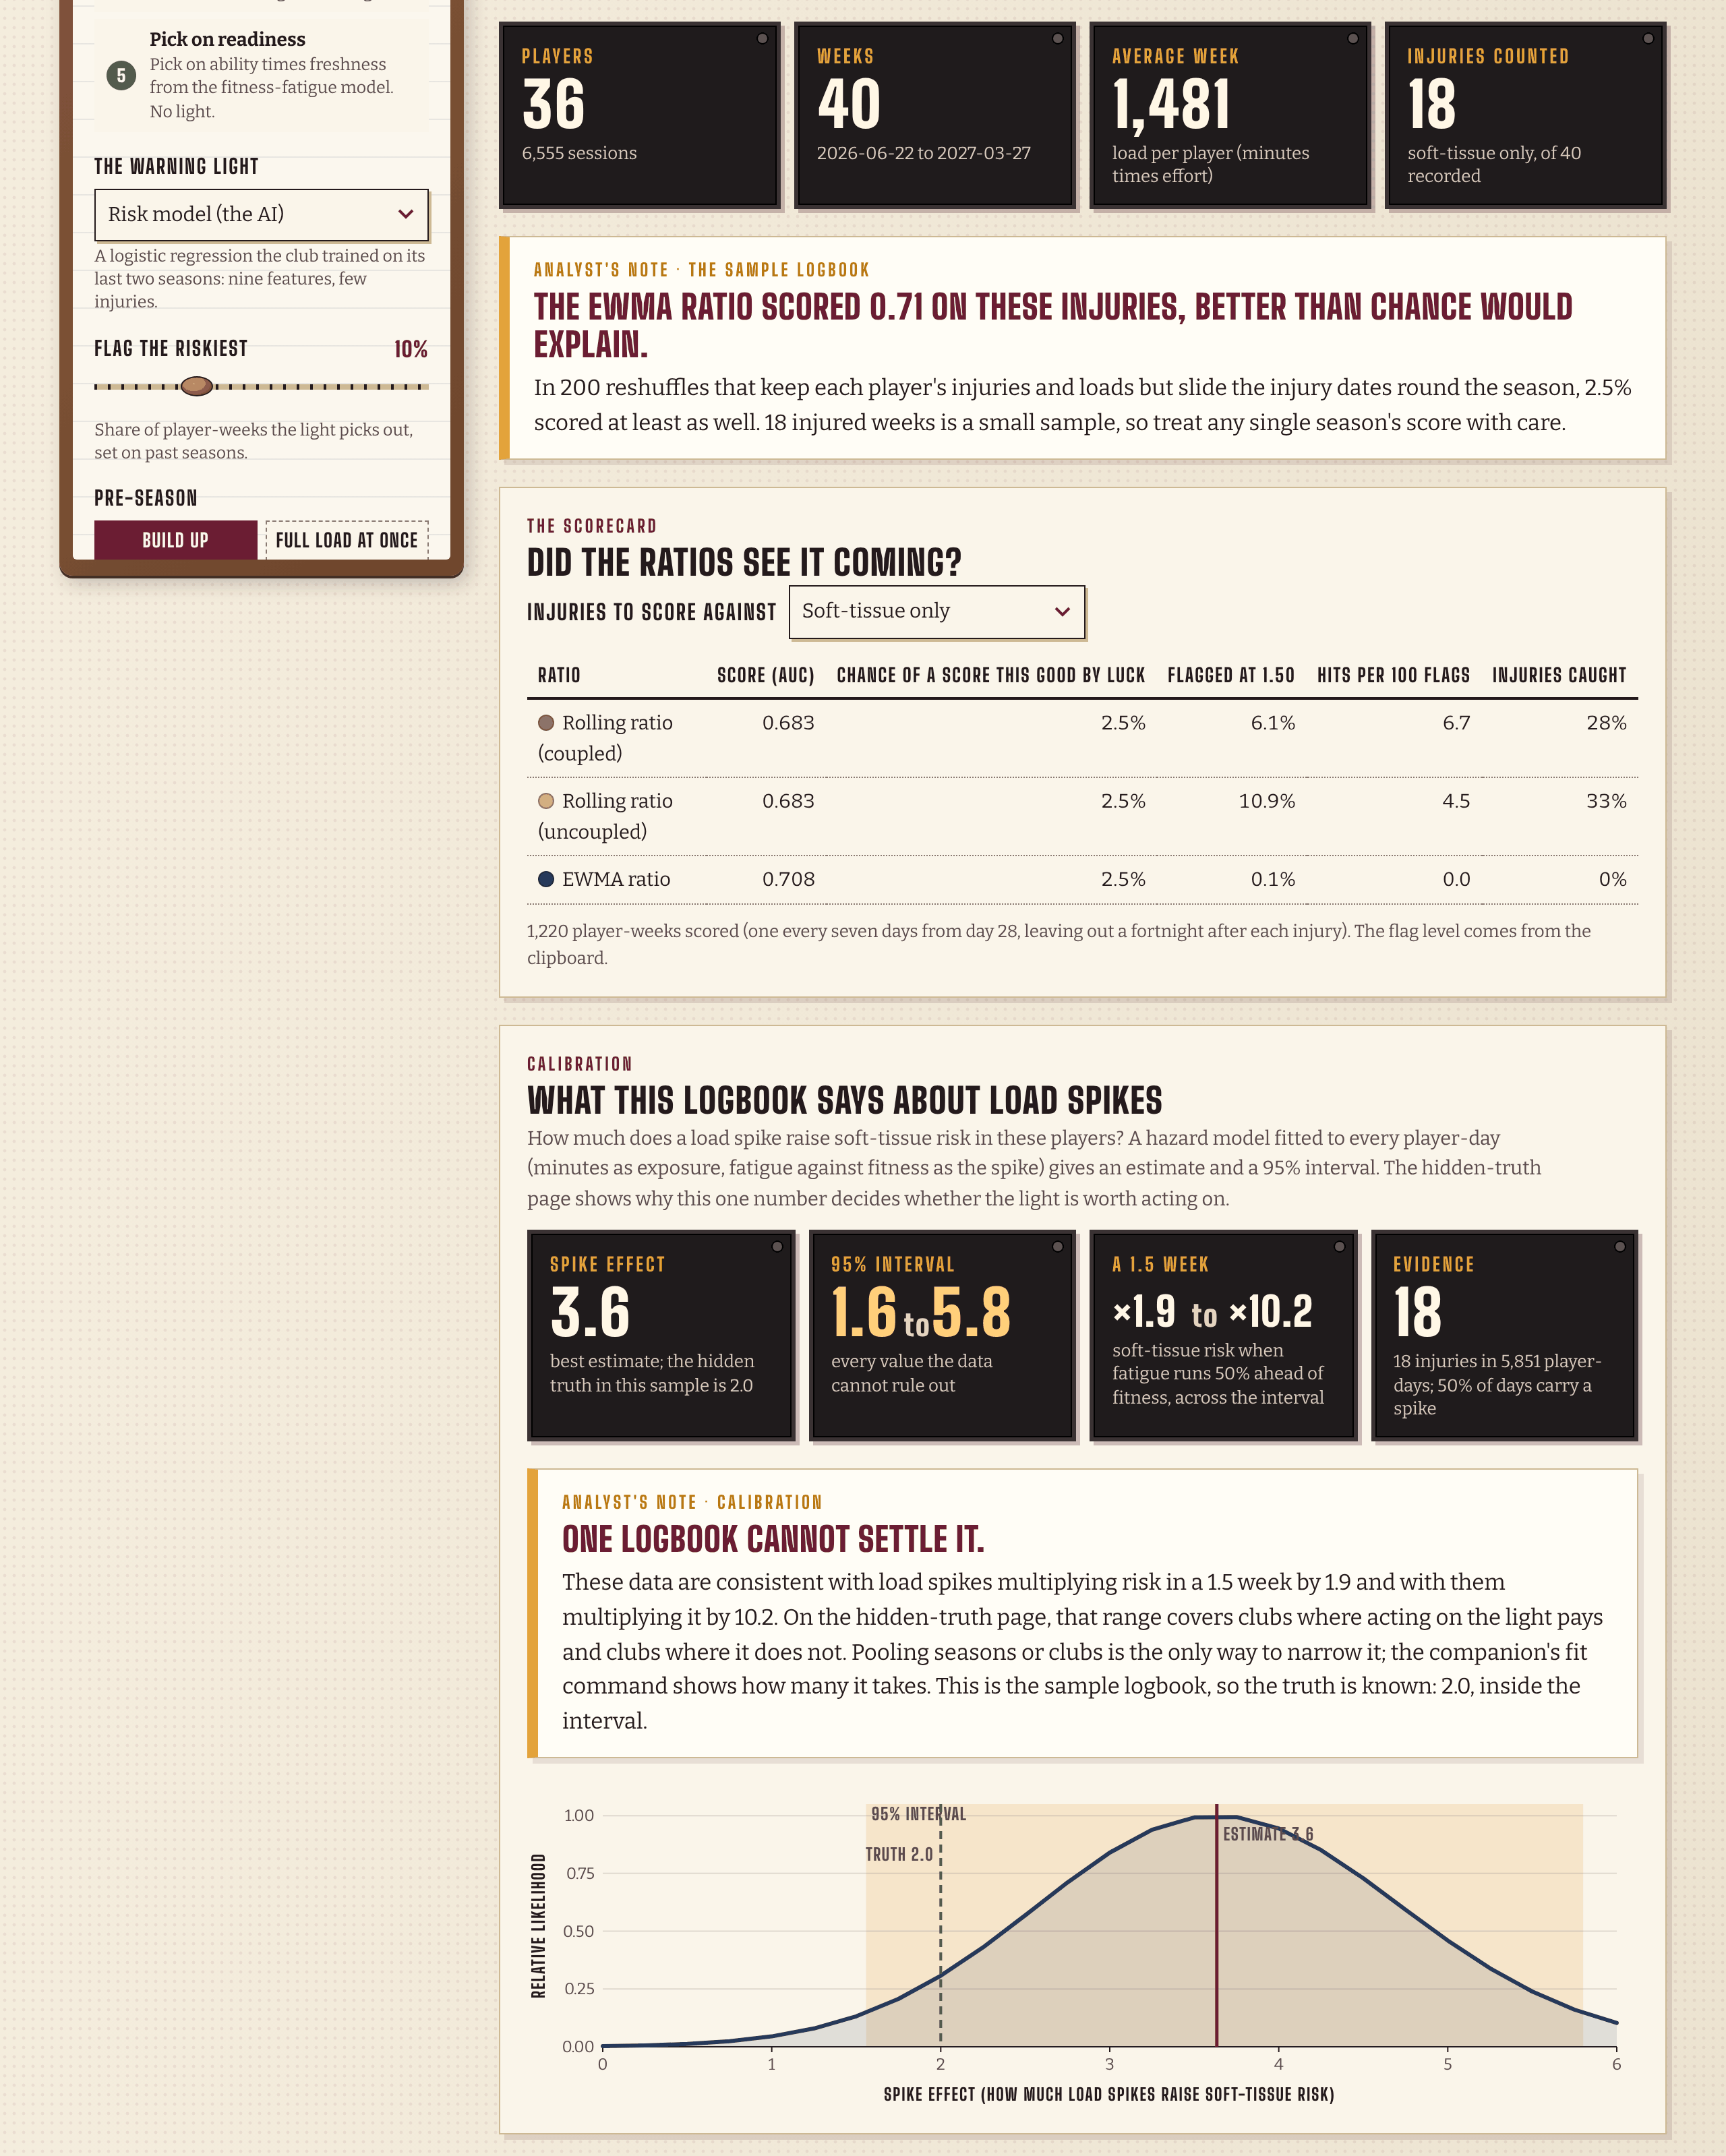 Pick on readiness
5
Pick on ability times freshness
from the fitness-fatigue model.
No light.
THE WARNING LIGHT
Risk model (the AI)
A logistic regression the club trained on its
last two seasons: nine features, few
injuries.
FLAG THE RISKIEST 10%
Share of player-weeks the light picks out,
set on past seasons.
PRE-SEASON
BUILD UP FULL LOAD AT ONCE
PLAYERS
36
6,555 sessions
WEEKS
40
2026-06-22 to 2027-03-27
AVERAGE WEEK
1,481
load per player (minutes
times effort)
INJURIES COUNTED
18
soft-tissue only, of 40
recorded
ANALYST'S NOTE · THE SAMPLE LOGBOOK
THE EWMA RATIO SCORED 0.71 ON THESE INJURIES, BETTER THAN CHANCE WOULD
EXPLAIN.
In 200 reshuffles that keep each player's injuries and loads but slide the injury dates round the season, 2.5%
scored at least as well. 18 injured weeks is a small sample, so treat any single season's score with care.
THE SCORECARD
DID THE RATIOS SEE IT COMING?
INJURIES TO SCORE AGAINST Soft-tissue only
RATIO SCORE (AUC) CHANCE OF A SCORE THIS GOOD BY LUCK FLAGGED AT 1.50 HITS PER 100 FLAGS INJURIES CAUGHT
Rolling ratio 0.683 2.5% 6.1% 6.7 28%
(coupled)
Rolling ratio 0.683 2.5% 10.9% 4.5 33%
(uncoupled)
EWMA ratio 0.708 2.5% 0.1% 0.0 0%
1,220 player-weeks scored (one every seven days from day 28, leaving out a fortnight after each injury). The flag level comes from the
clipboard.
CALIBRATION
WHAT THIS LOGBOOK SAYS ABOUT LOAD SPIKES
How much does a load spike raise soft-tissue risk in these players? A hazard model fitted to every player-day
(minutes as exposure, fatigue against fitness as the spike) gives an estimate and a 95% interval. The hidden-truth
page shows why this one number decides whether the light is worth acting on.
SPIKE EFFECT
3.6
best estimate; the hidden
truth in this sample is 2.0
95% INTERVAL
1.6 to 5.8
every value the data
cannot rule out
A 1.5 WEEK
×1.9 to ×10.2
soft-tissue risk when
fatigue runs 50% ahead of
fitness, across the interval
EVIDENCE
18
18 injuries in 5,851 player-
days; 50% of days carry a
spike
ANALYST'S NOTE · CALIBRATION
ONE LOGBOOK CANNOT SETTLE IT.
These data are consistent with load spikes multiplying risk in a 1.5 week by 1.9 and with them
multiplying it by 10.2. On the hidden-truth page, that range covers clubs where acting on the light pays
and clubs where it does not. Pooling seasons or clubs is the only way to narrow it; the companion's fit
command shows how many it takes. This is the sample logbook, so the truth is known: 2.0, inside the
interval.
RELATIVE LIKELIHOOD
1.00
0.75
0.50
0.25
0.00
95% INTERVAL
TRUTH 2.0
ESTIMATE 3.6
0 1 2 3 4 5 6
SPIKE EFFECT (HOW MUCH LOAD SPIKES RAISE SOFT-TISSUE RISK)